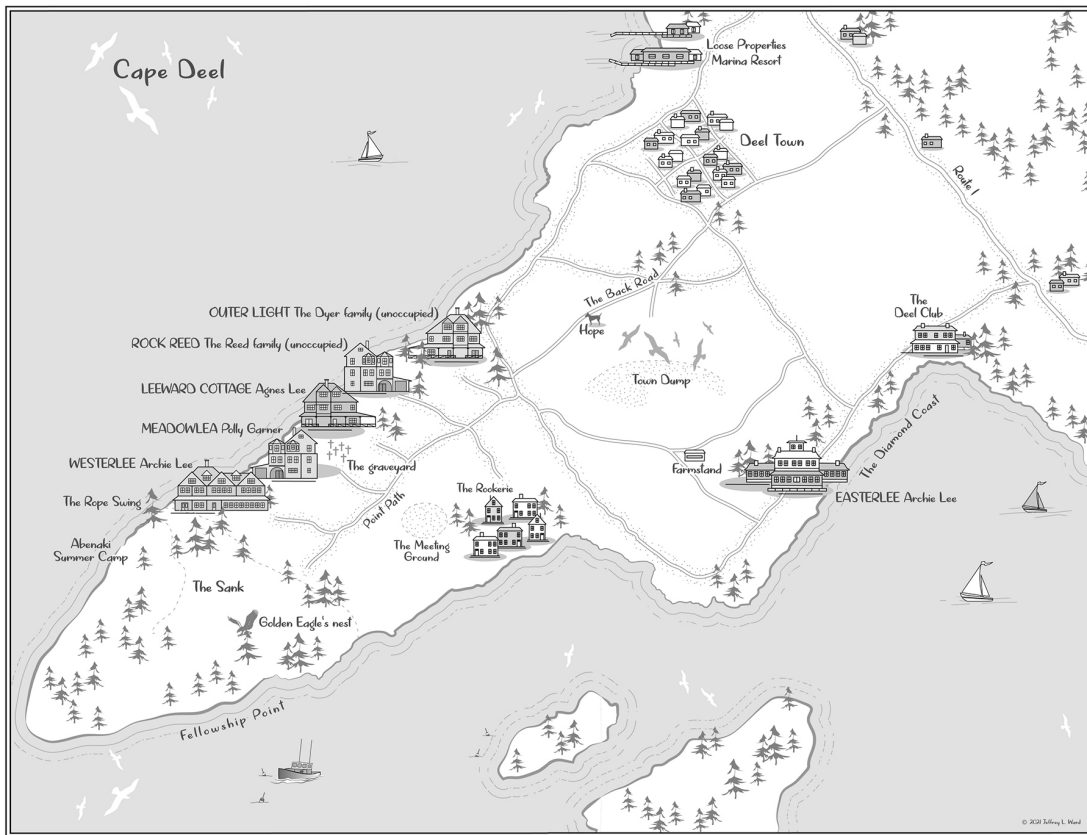 Cape Deel
Loose Properties
Marina Resort
Deel Town
Route 1
The Back Road
Hope
The
Deel Club
OUTER LIGHT The Dyer family (unoccupied)
ROCK REED The Reed family (unoccupied)
LEEWARD COTTAGE Agnes Lee
MEADOWLEA Polly Garner
WESTERLEE Archie Lee
The graveyard
The Rope Swing
Point Path
Town Dump
The Diamond Coast
Farmstand
EASTERLEE Archie Lee
The Rookerie
The Meeting
Ground
Abenaki
Summer Camp
The Sank
Golden Eagle's nest
Fellowship Point
© 2021 Jeffrey L. Ward